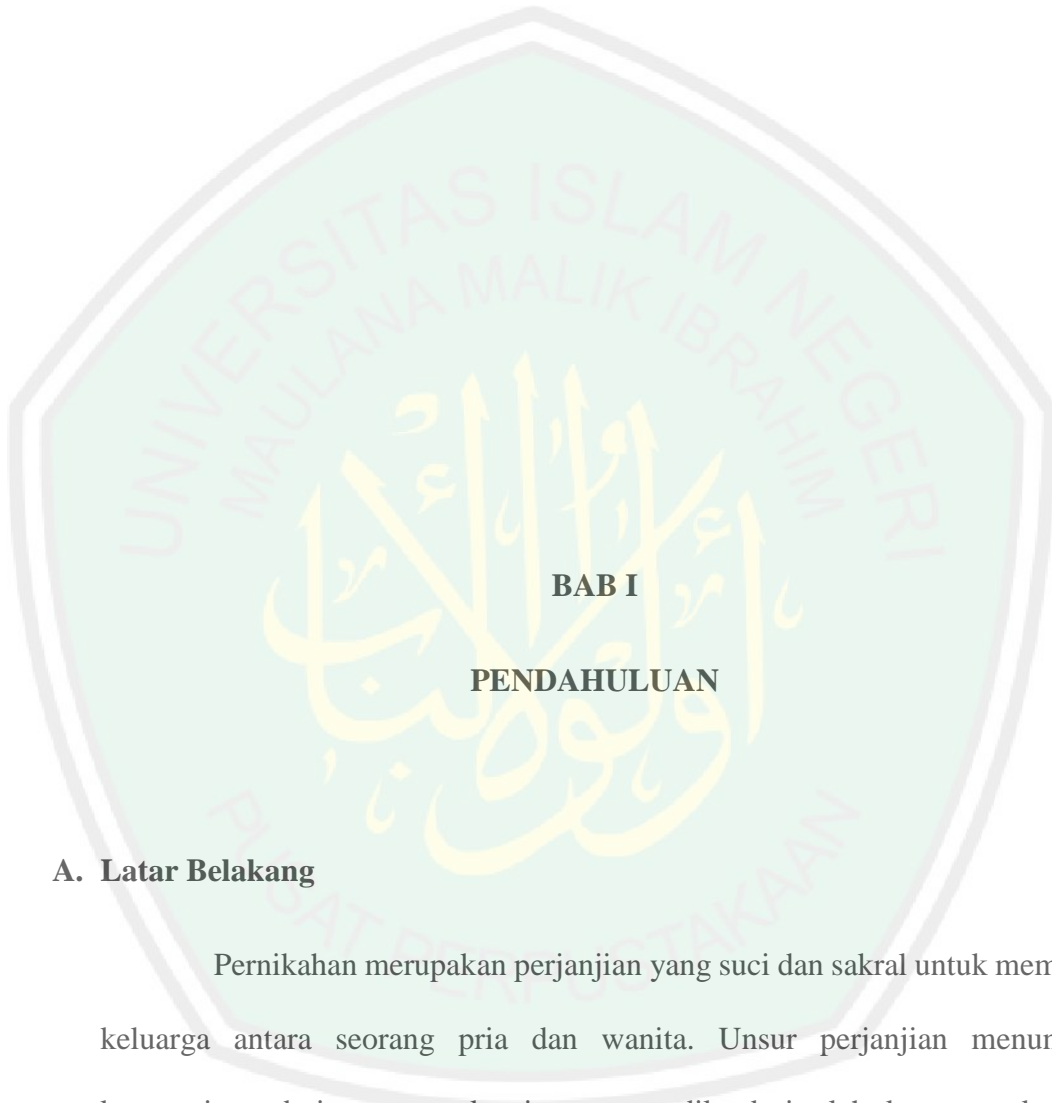 UNIVERSITAS ISLAM NEGERI
MAULANA MALIK IBRAHIM
BAB I
PENDAHULUAN
A. Latar Belakang
Pernikahan merupakan perjanjian yang suci dan sakral untuk mem
keluarga antara seorang pria dan wanita. Unsur perjanjian menun
PUSAT PERPUSTAKAAN